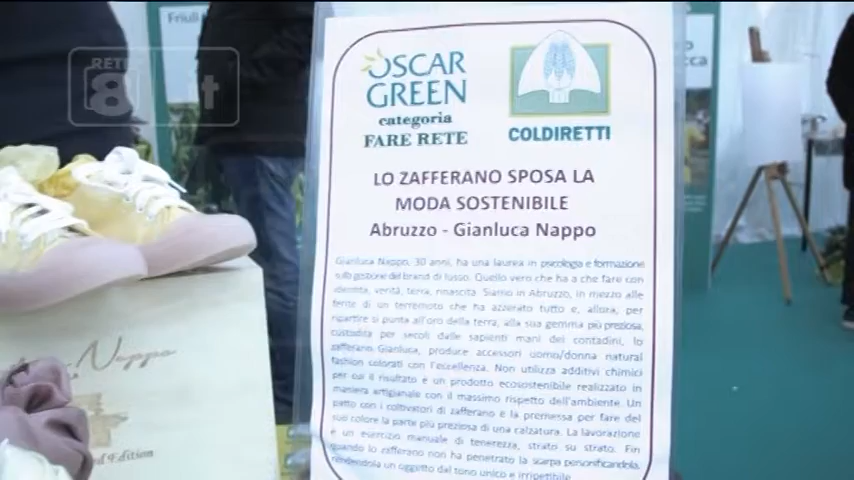 Friuli
RETE
8
OSCAR
GREEN
categoria
FARE RETE
COLDIRETTI
LO ZAFFERANO SPOSA LA
MODA SOSTENIBILE
Abruzzo - Gianluca Nappo
Gianluca Nappo, 30 anni, ha una laurea in psicologia e formazione
sulla gestione del brand di lusso. Quello vero che ha a che fare con
identità, verità, terra, rinascita. Siamo in Abruzzo, in mezzo alle
ferite di un terremoto che ha azzerato tutto e, allora, per
ripartire si punta all'oro della terra, alla sua gemma più preziosa,
custodita per secoli dalle sapienti mani dei contadini, lo
zafferano. Gianluca, produce accessori uomo/donna natural
fashion colorati con l'eccellenza. Non utilizza additivi chimici
per cui il risultato e un prodotto ecosostenibile realizzato in
maniera artigianale con il massimo rispetto dell'ambiente. Un
patto con i coltivatori di zafferano e la premessa per fare del
suo colore la parte più preziosa di una calzatura. La lavorazione
e un esercizio manuale di tenerezza, strato su strato. Fin
quando lo zafferano non ha penetrato la scarpa personificandola,
rendendola un oggetto dal tono unico e irripetibile
Nappo
Edition